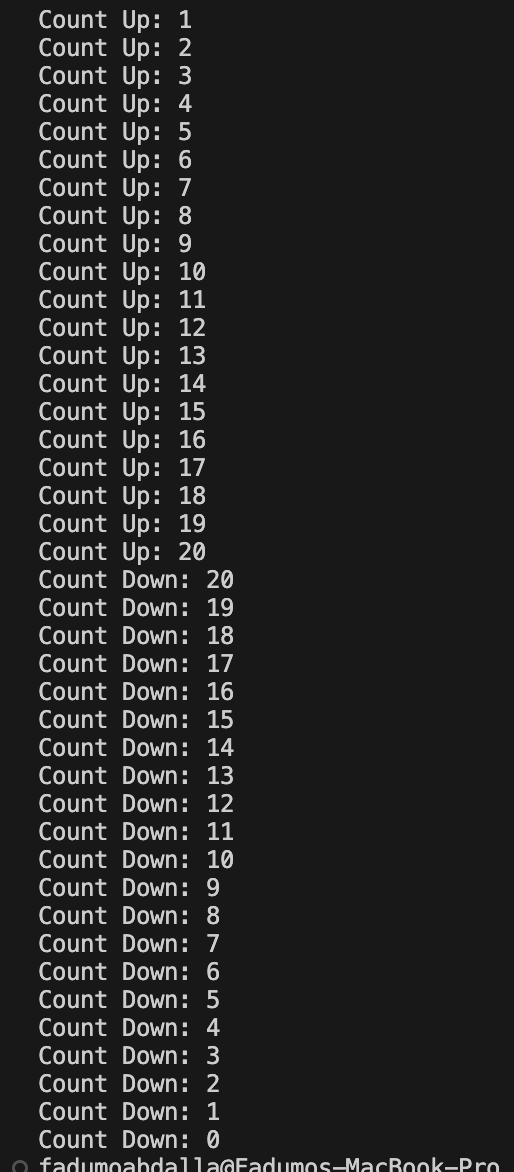 Count Up: 1
Count Up: 2
Count Up: 3
Count Up: 4
Count Up: 5
Count Up: 6
Count Up: 7
Count Up: 8
Count Up: 9
Count Up: 10
Count Up: 11
Count Up: 12
Count Up: 13
Count Up: 14
Count Up: 15
Count Up: 16
Count Up: 17
Count Up: 18
Count Up: 19
Count Up: 20
Count Down: 20
Count Down: 19
Count Down: 18
Count Down: 17
Count Down: 16
Count Down: 15
Count Down: 14
Count Down: 13
Count Down: 12
Count Down: 11
Count Down: 10
Count Down: 9
Count Down: 8
Count Down: 7
Count Down: 6
Count Down: 5
Count Down: 4
Count Down: 3
Count Down: 2
Count Down: 1
Count Down: 0
fadumoabdalla@Fadumos-MacBook-Pro